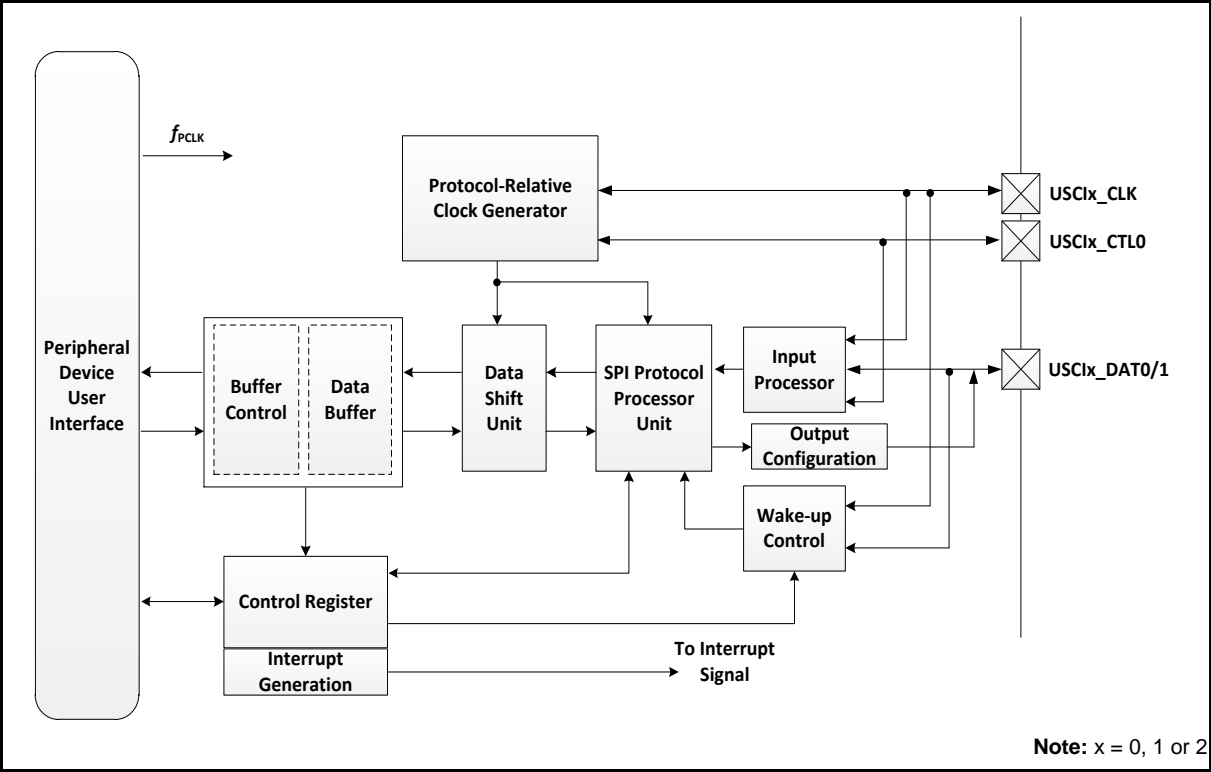 fPCLK
Protocol-Relative
Clock Generator
USCIx_CLK
USCIx_CTL0
Peripheral
Device
User
Interface
Buffer
Control
Data
Buffer
Data
Shift
Unit
SPI Protocol
Processor
Unit
Input
Processor
USCIx_DAT0/1
Output
Configuration
Wake-up
Control
Control Register
Interrupt
Generation
To Interrupt
Signal
Note: x = 0, 1 or 2